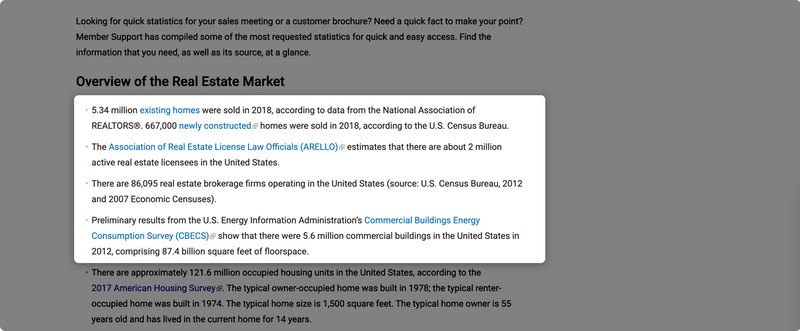 Looking for quick statistics for your sales meeting or a customer brochure? Need a quick fact to make your point?
Member Support has compiled some of the most requested statistics for quick and easy access. Find the
information that you need, as well as its source, at a glance.
Overview of the Real Estate Market
• 5.34 million existing homes were sold in 2018, according to data from the National Association of
REALTORS®. 667,000 newly constructed homes were sold in 2018, according to the U.S. Census Bureau.
• The Association of Real Estate License Law Officials (ARELLO) estimates that there are about 2 million
active real estate licensees in the United States.
• There are 86,095 real estate brokerage firms operating in the United States (source: U.S. Census Bureau, 2012
and 2007 Economic Censuses).
• Preliminary results from the U.S. Energy Information Administration's Commercial Buildings Energy
Consumption Survey (CBECS) show that there were 5.6 million commercial buildings in the United States in
2012, comprising 87.4 billion square feet of floorspace.
• There are approximately 121.6 million occupied housing units in the United States, according to the
2017 American Housing Survey. The typical owner-occupied home was built in 1978; the typical renter-
occupied home was built in 1974. The typical home size is 1,500 square feet. The typical home owner is 55
years old and has lived in the current home for 14 years.